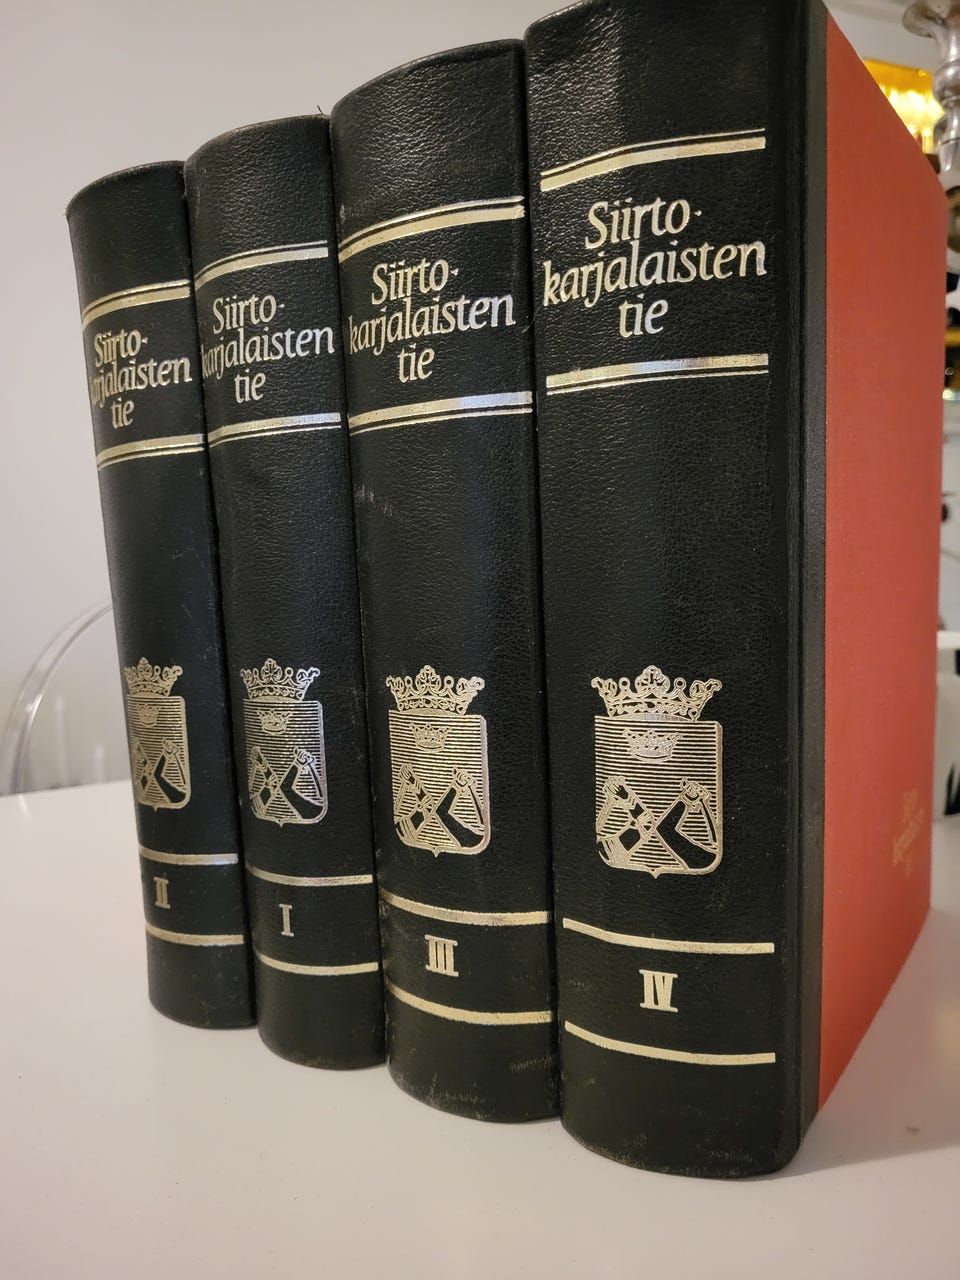 Siirto-
karjalaisten
tie
II
Siirto-
karjalaisten
tie
I
Siirto-
karjalaisten
tie
III
Siirto-
karjalaisten
tie
IV